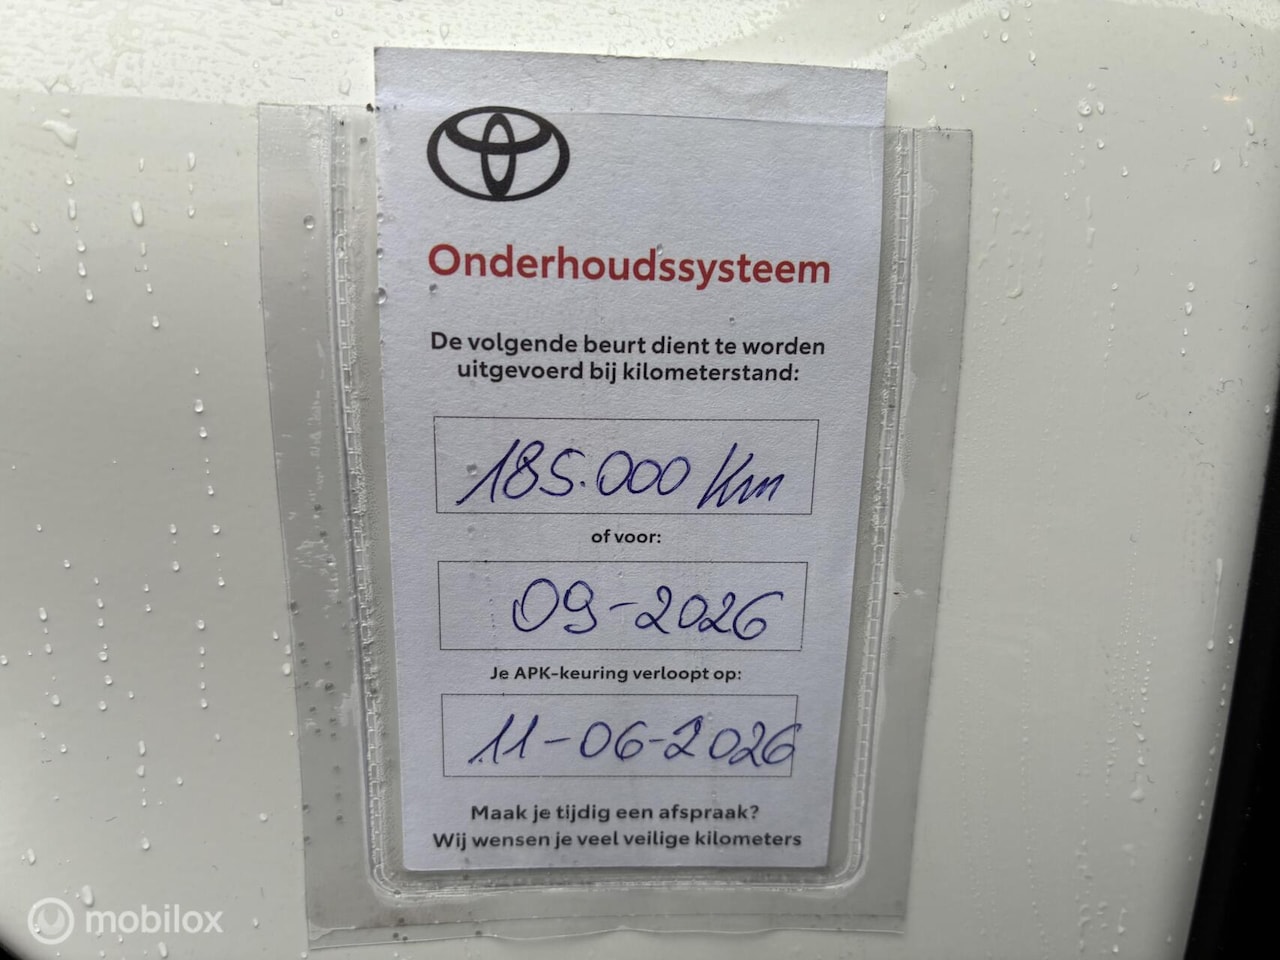 Onderhoudssysteem
De volgende beurt dient te worden
uitgevoerd bij kilometerstand:
185.000 Km
of voor:
09-2026
Je APK-keuring verloopt op:
11-06-2026
Maak je tijdig een afspraak?
Wij wensen je veel veilige kilometers
mobilox